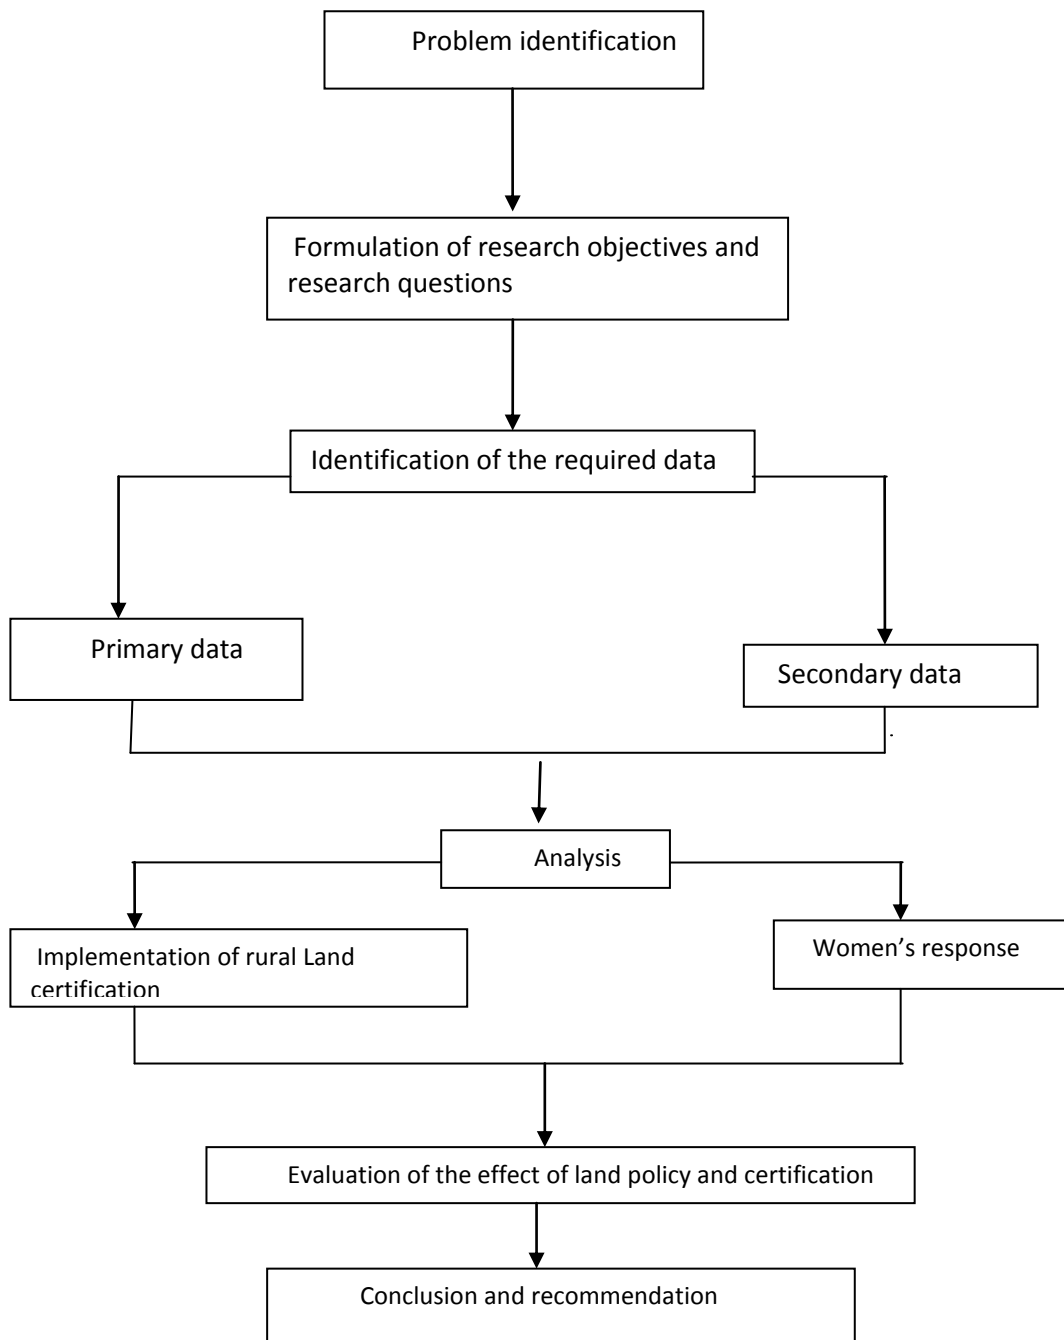 Problem identification
Formulation of research objectives and
research questions
Identification of the required data
Primary data
Secondary data
.
Analysis
Implementation of rural Land
certification
Women’s response
Evaluation of the effect of land policy and certification
Conclusion and recommendation